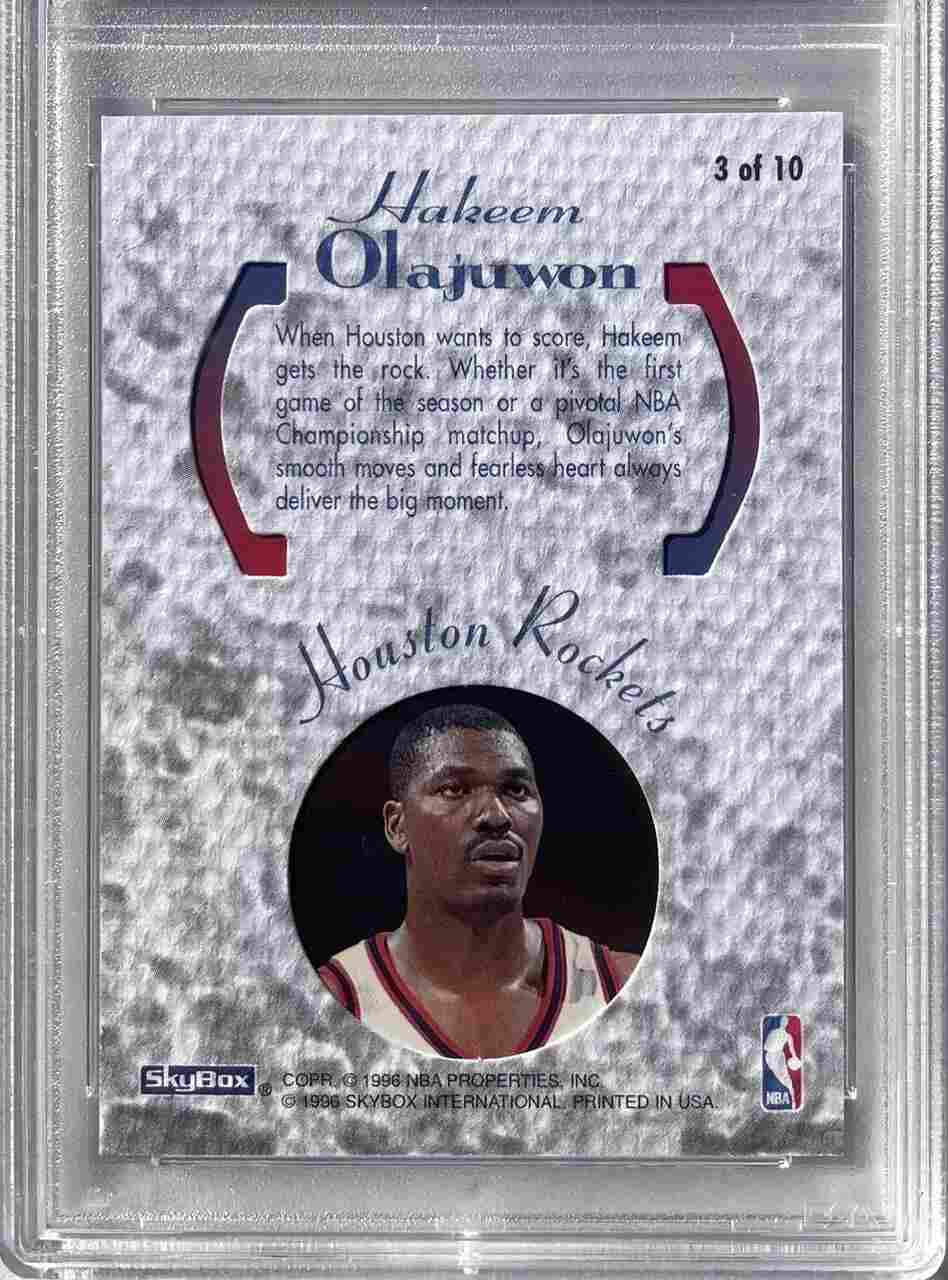 3 of 10
Hakeem
Olajuwon
When Houston wants to score, Hakeem
gets the rock. Whether it's the first
game of the season or a pivotal NBA
Championship matchup, Olajuwon's
smooth moves and fearless heart always
deliver the big moment.
Houston Rockets
SkyBox® COPR. © 1996 NBA PROPERTIES, INC.
© 1996 SKYBOX INTERNATIONAL. PRINTED IN USA.
NBA